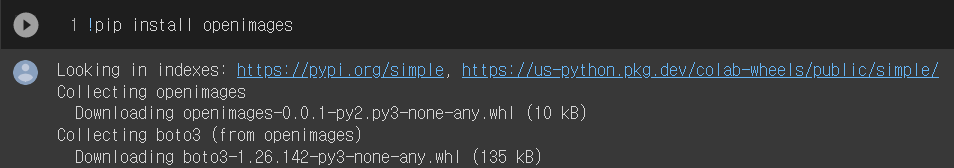 1 !pip install openimages
Looking in indexes: https://pypi.org/simple, https://us-python.pkg.dev/colab-wheels/public/simple/
Collecting openimages
Downloading openimages-0.0.1-py2.py3-none-any.whl (10 kB)
Collecting boto3 (from openimages)
Downloading boto3-1.26.142-py3-none-any.whl (135 kB)